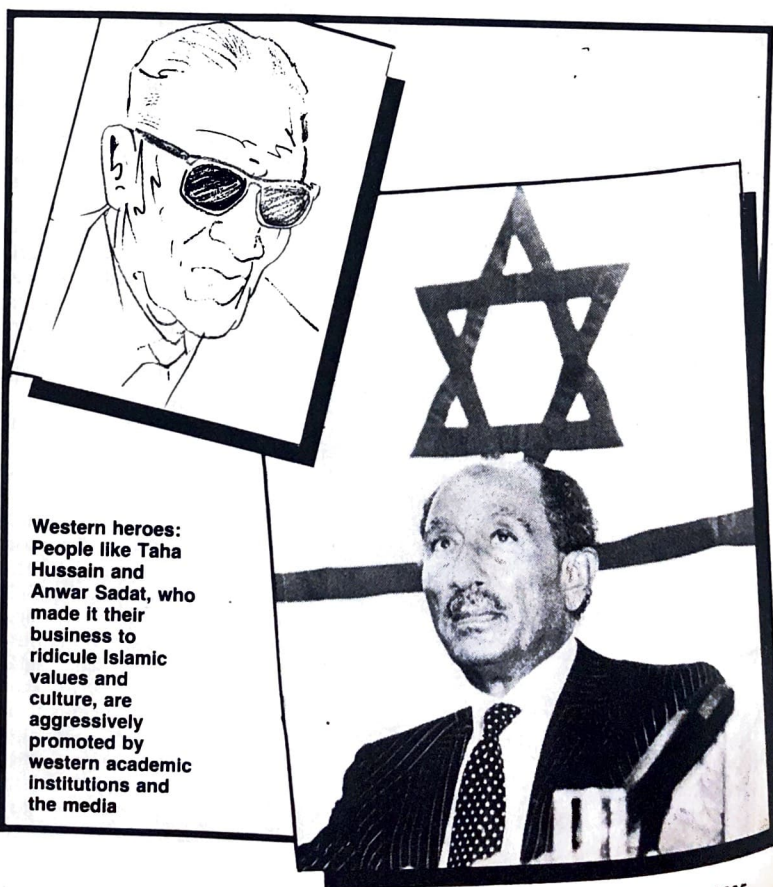 Western heroes:
People like Taha
Hussain and
Anwar Sadat, who
made it their
business to
ridicule Islamic
values and
culture, are
aggressively
promoted by
western academic
institutions and
the media